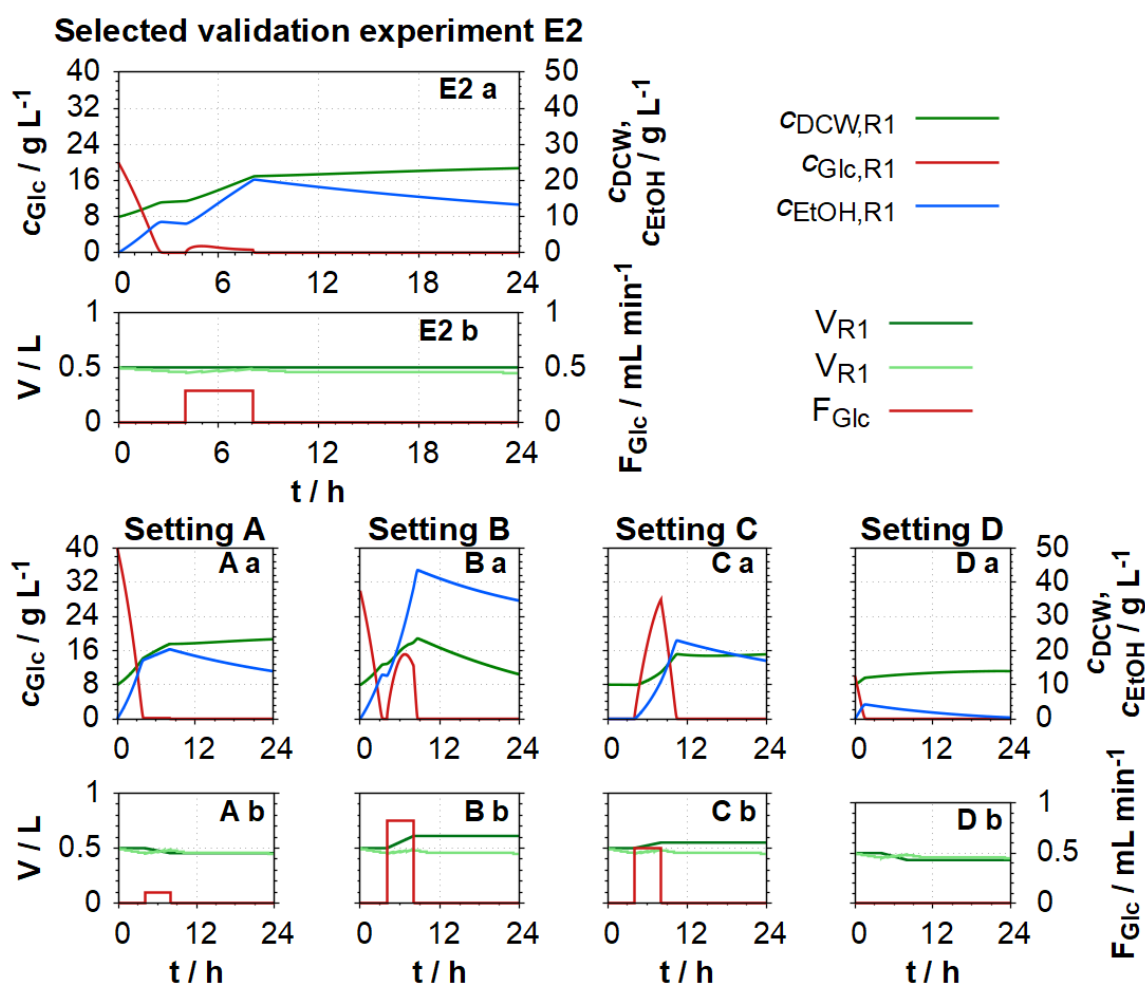 Selected validation experiment E2
c_Glc / g L⁻¹
40
32
24
16
8
0
E2 a
50
40
30
20
10
0
c_DCW,
c_EtOH / g L⁻¹
0 6 12 18 24
c_DCW,R1
c_Glc,R1
c_EtOH,R1
V / L
1
0.5
0
E2 b
1
0.5
0
F_Glc / mL min⁻¹
0 6 12 18 24
t / h
V_R1
V_R1
F_Glc
Setting A Setting B Setting C Setting D
c_Glc / g L⁻¹
40
32
24
16
8
0
A a B a C a D a
50
40
30
20
10
0
c_DCW,
c_EtOH / g L⁻¹
0 12 24 0 12 24 0 12 24 0 12 24
V / L
1
0.5
0
A b B b C b D b
1
0.5
0
F_Glc / mL min⁻¹
0 12 24 0 12 24 0 12 24 0 12 24
t / h t / h t / h t / h